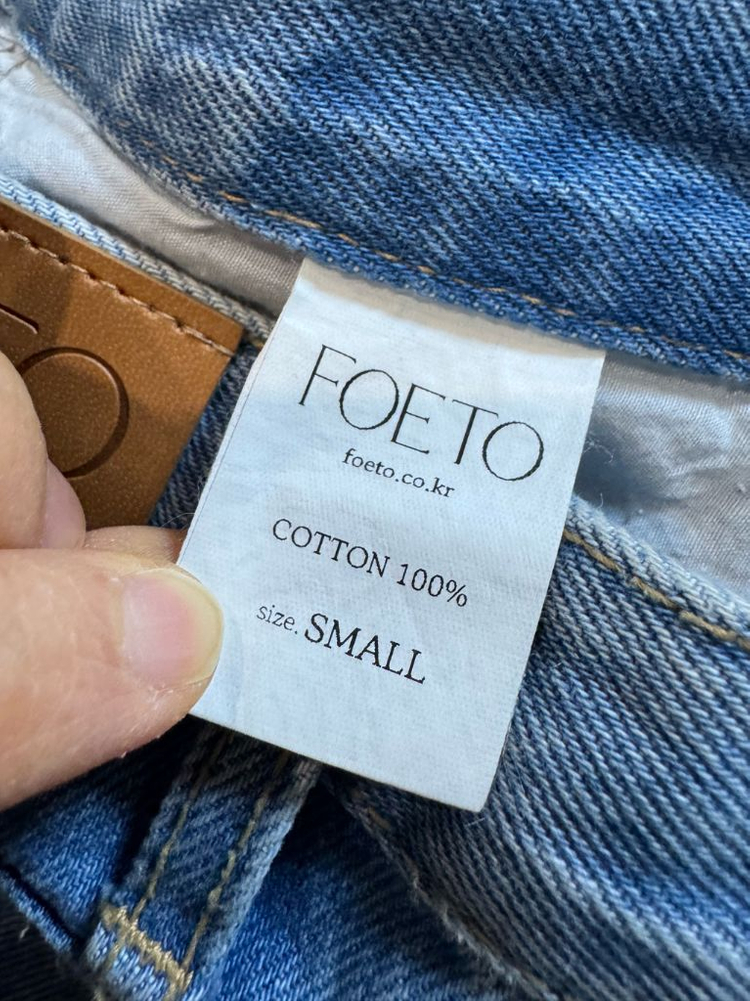 FOETO
foeto.co.kr
COTTON 100%
size. SMALL